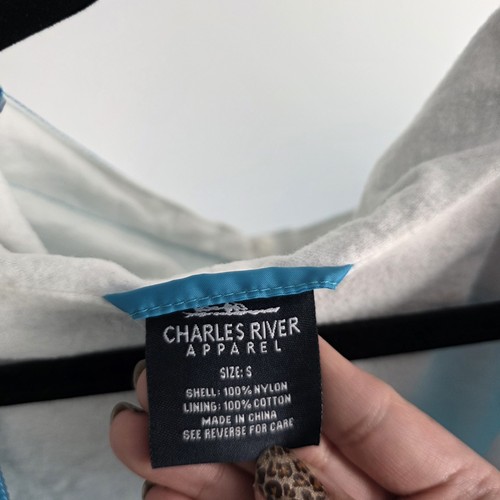 CHARLES RIVER
APPAREL
SIZE: S
SHELL: 100% NYLON
LINING: 100% COTTON
MADE IN CHINA
SEE REVERSE FOR CARE